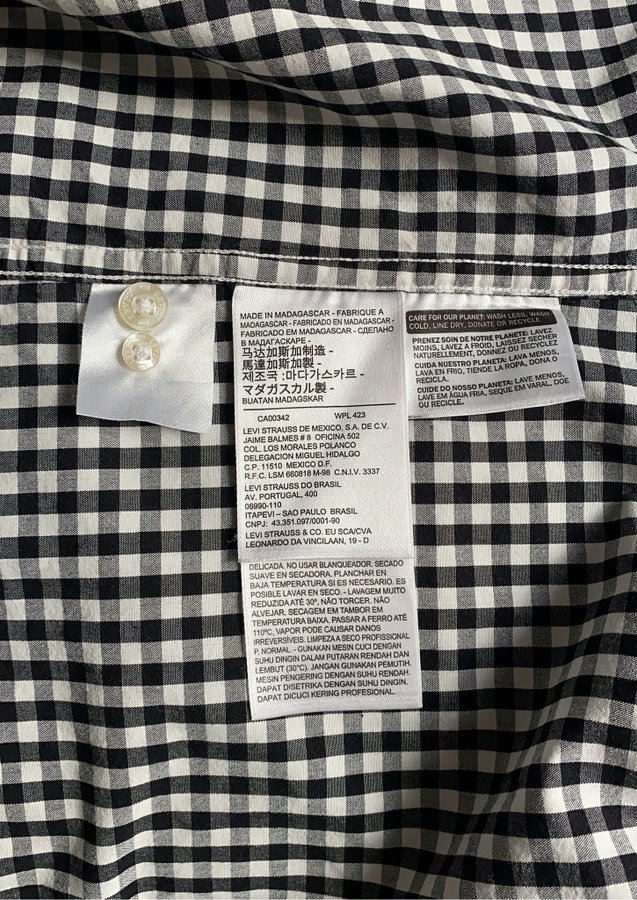 MADE IN MADAGASCAR - FABRIQUE A
MADAGASCAR - FABRICADO EN MADAGASCAR -
FABRICADO EM MADAGASCAR - СДЕЛАНО
В МАДАГАСКАРЕ -
马达加斯加制造 -
馬達加斯加製 -
제조국 :마다가스카르 -
マダガスカル製 -
BUATAN MADAGSKAR
CA00342 WPL 423
LEVI STRAUSS DE MEXICO, S.A. DE C.V.
JAIME BALMES # 8 OFICINA 502
COL. LOS MORALES POLANCO
DELEGACION MIGUEL HIDALGO
C.P. 11510 MEXICO D.F.
R.F.C. LSM 660818 M-98 C.N.I.V. 3337
LEVI STRAUSS DO BRASIL
AV. PORTUGAL, 400
06990-110
ITAPEVI – SAO PAULO BRASIL
CNPJ: 43.351.097/0001-90
LEVI STRAUSS & CO. EU SCA/CVA
LEONARDO DA VINCILAAN, 19 - D
DELICADA. NO USAR BLANQUEADOR. SECADO
SUAVE EN SECADORA. PLANCHAR EN
BAJA TEMPERATURA SI ES NECESARIO. ES
POSIBLE LAVAR EN SECO. - LAVAGEM MUITO
REDUZIDA ATÉ 30º, NÃO TORCER. NÃO
ALVEJAR. SECAGEM EM TAMBOR EM
TEMPERATURA BAIXA. PASSAR A FERRO ATÉ
110ºC, VAPOR PODE CAUSAR DANOS
IRREVERSÍVEIS. LIMPEZA A SECO PROFISSIONAL
P, NORMAL. - GUNAKAN MESIN CUCI DENGAN
SUHU DINGIN DALAM PUTARAN RENDAH DAN
LEMBUT (30°C). JANGAN GUNAKAN PEMUTIH.
MESIN PENGERING DENGAN SUHU RENDAH.
DAPAT DISETRIKA DENGAN SUHU DINGIN.
DAPAT DICUCI KERING PROFESIONAL.
CARE FOR OUR PLANET: WASH LESS, WASH
COLD, LINE DRY, DONATE OR RECYCLE
PRENEZ SOIN DE NOTRE PLANETE: LAVEZ
MOINS, LAVEZ A FROID, LAISSEZ SECHER
NATURELLEMENT, DONNEZ OU RECYCLEZ
CUIDA NUESTRO PLANETA: LAVA MENOS,
LAVA EN FRIO, TIENDE LA ROPA, DONA O
RECICLA.
CUIDE DO NOSSO PLANETA: LAVE MENOS,
LAVE EM ÁGUA FRIA, SEQUE EM VARAL, DOE
OU RECICLE.